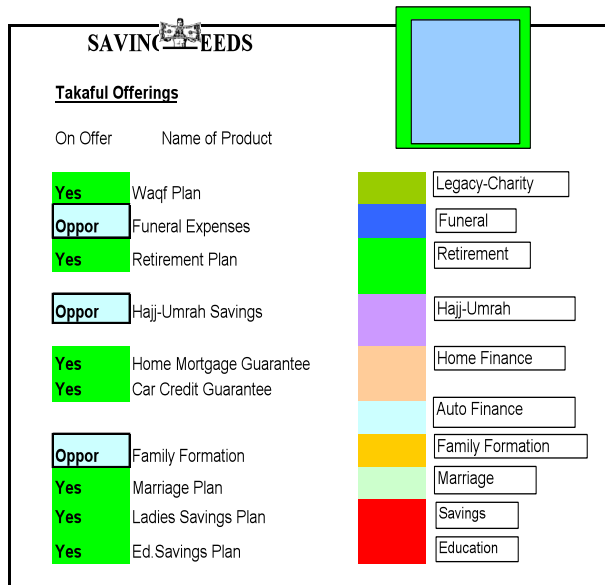 SAVING EEDS
Takaful Offerings
On Offer Name of Product
Yes Waqf Plan Legacy-Charity
Oppor Funeral Expenses Funeral
Yes Retirement Plan Retirement
Oppor Hajj-Umrah Savings Hajj-Umrah
Yes Home Mortgage Guarantee Home Finance
Yes Car Credit Guarantee
Auto Finance
Oppor Family Formation Family Formation
Yes Marriage Plan Marriage
Yes Ladies Savings Plan Savings
Yes Ed.Savings Plan Education